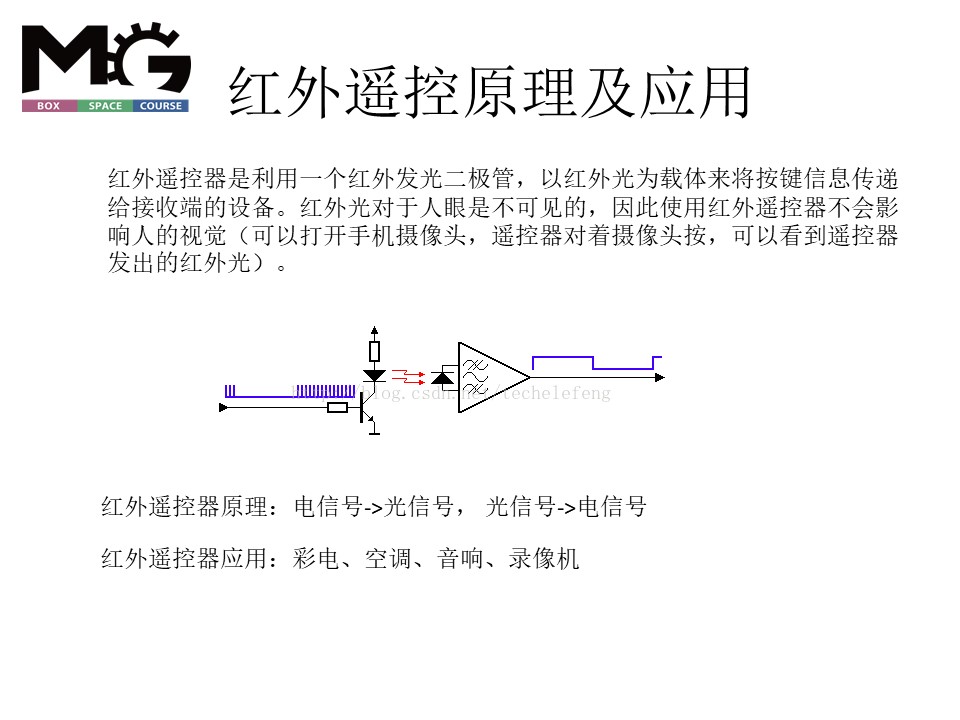 MG
BOX SPACE COURSE
红外遥控原理及应用
红外遥控器是利用一个红外发光二极管，以红外光为载体来将按键信息传递
给接收端的设备。红外光对于人眼是不可见的，因此使用红外遥控器不会影
响人的视觉（可以打开手机摄像头，遥控器对着摄像头按，可以看到遥控器
发出的红外光）。
http://blog.csdn.net/techelefeng
红外遥控器原理：电信号->光信号， 光信号->电信号
红外遥控器应用：彩电、空调、音响、录像机